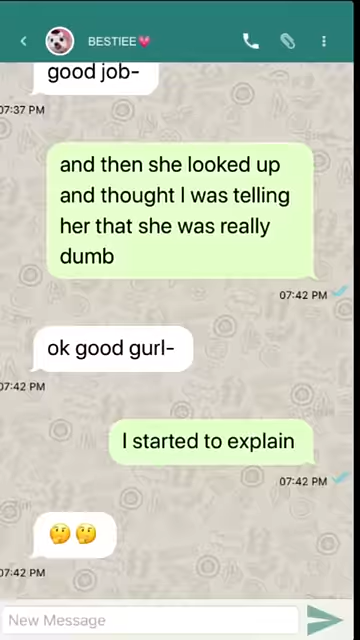 BESTIEE💗
good job-
07:37 PM
and then she looked up
and thought I was telling
her that she was really
dumb
07:42 PM
ok good gurl-
07:42 PM
I started to explain
07:42 PM
🤔🤔
07:42 PM
New Message